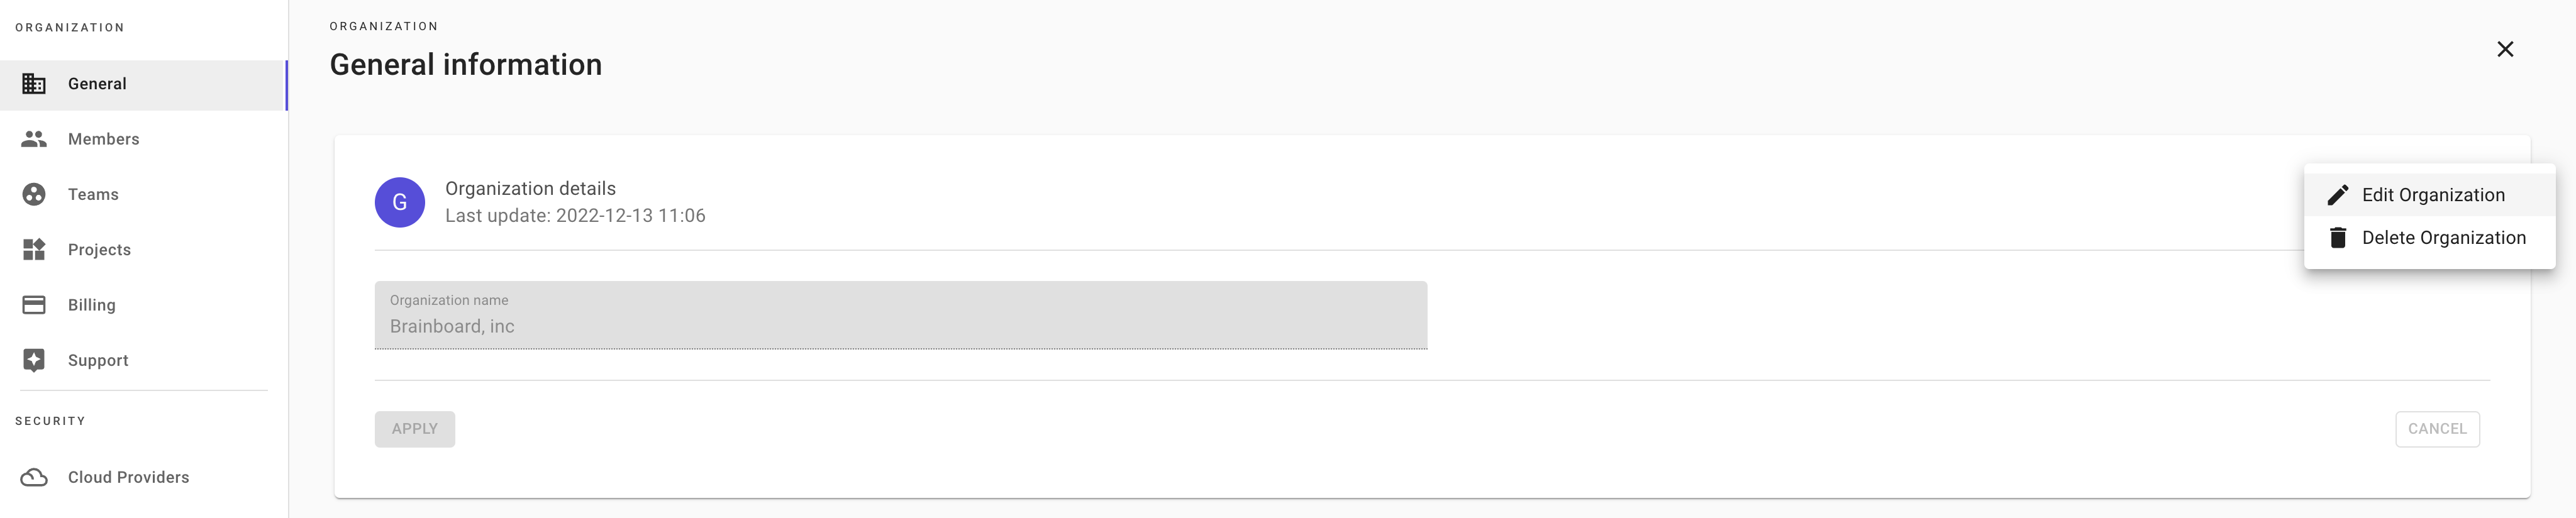 ORGANIZATION
General
Members
Teams
Projects
Billing
Support
SECURITY
Cloud Providers
ORGANIZATION
General information
G
Organization details
Last update: 2022-12-13 11:06
Edit Organization
Delete Organization
Organization name
Brainboard, inc
APPLY
CANCEL